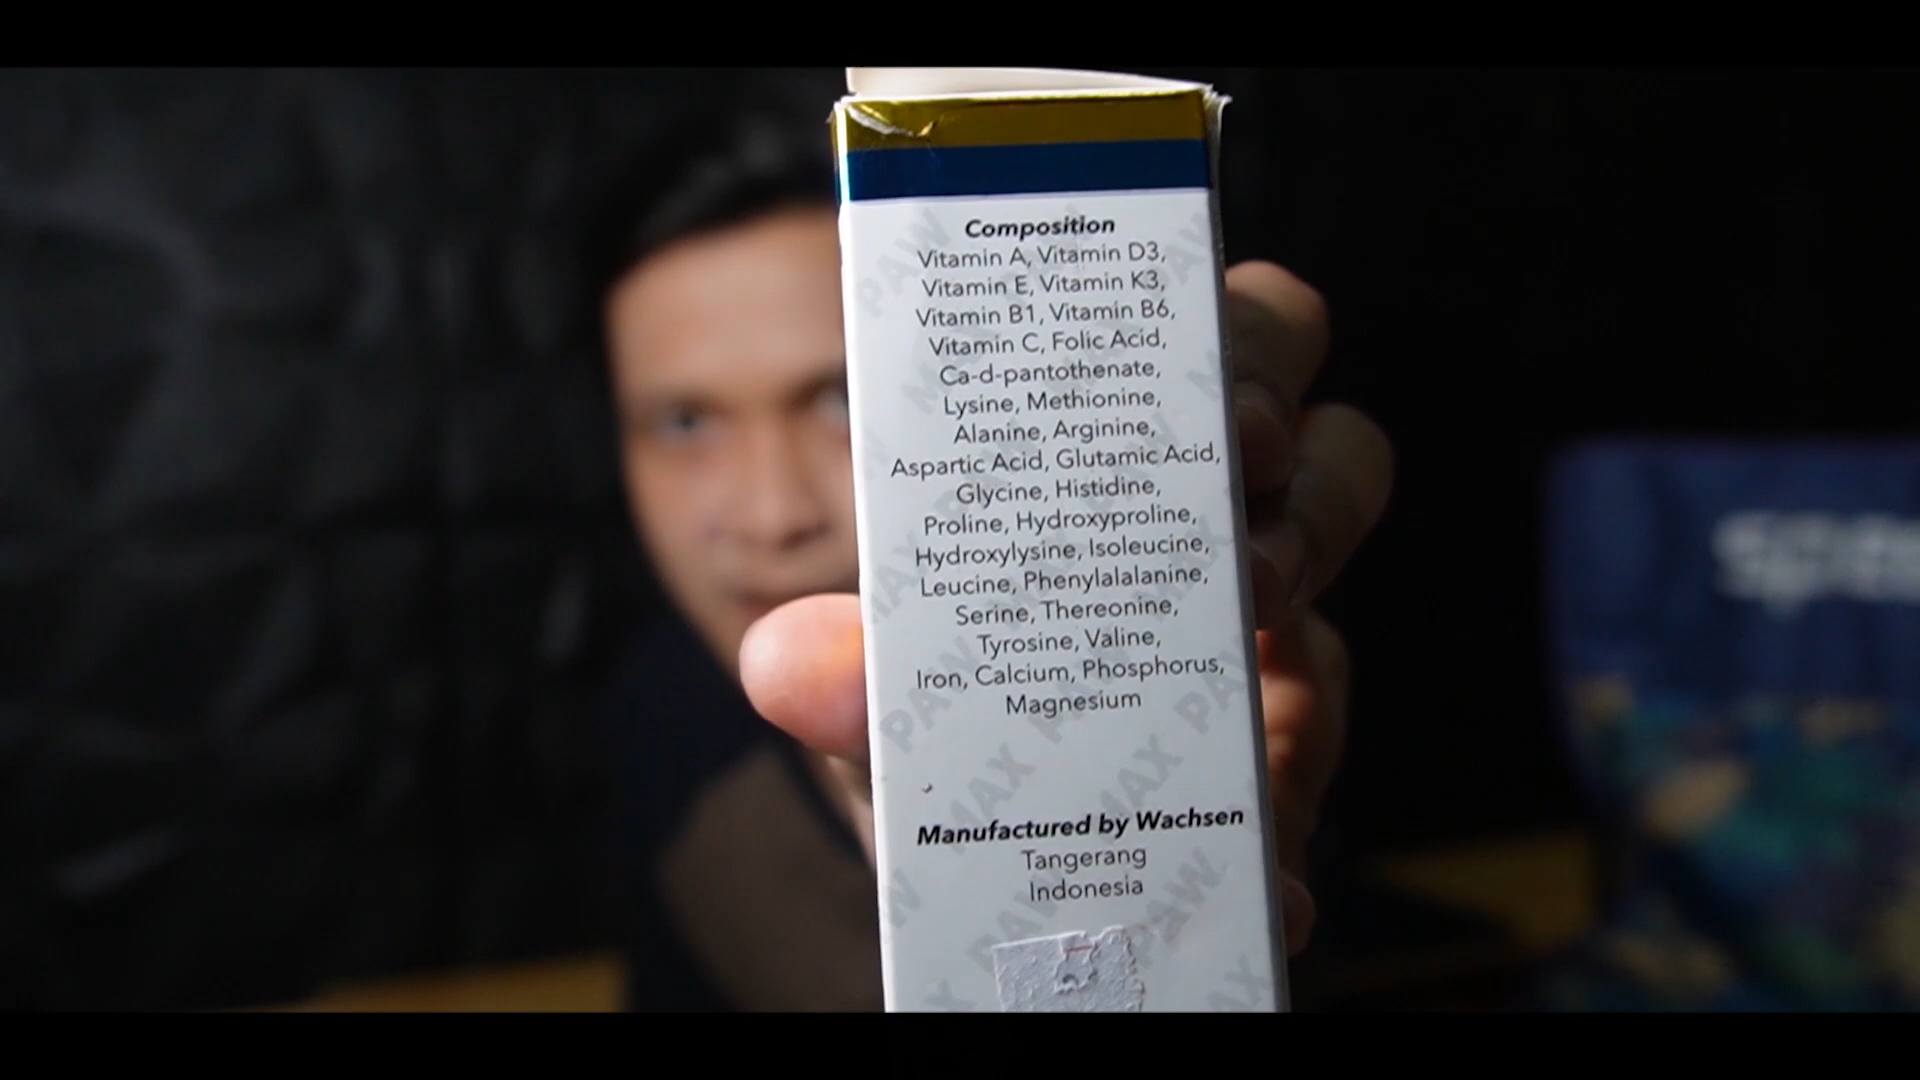 Composition
Vitamin A, Vitamin D3,
Vitamin E, Vitamin K3,
Vitamin B1, Vitamin B6,
Vitamin C, Folic Acid,
Ca-d-pantothenate,
Lysine, Methionine,
Alanine, Arginine,
Aspartic Acid, Glutamic Acid,
Glycine, Histidine,
Proline, Hydroxyproline,
Hydroxylysine, Isoleucine,
Leucine, Phenylalalanine,
Serine, Thereonine,
Tyrosine, Valine,
Iron, Calcium, Phosphorus,
Magnesium
Manufactured by Wachsen
Tangerang
Indonesia
MAX PAW